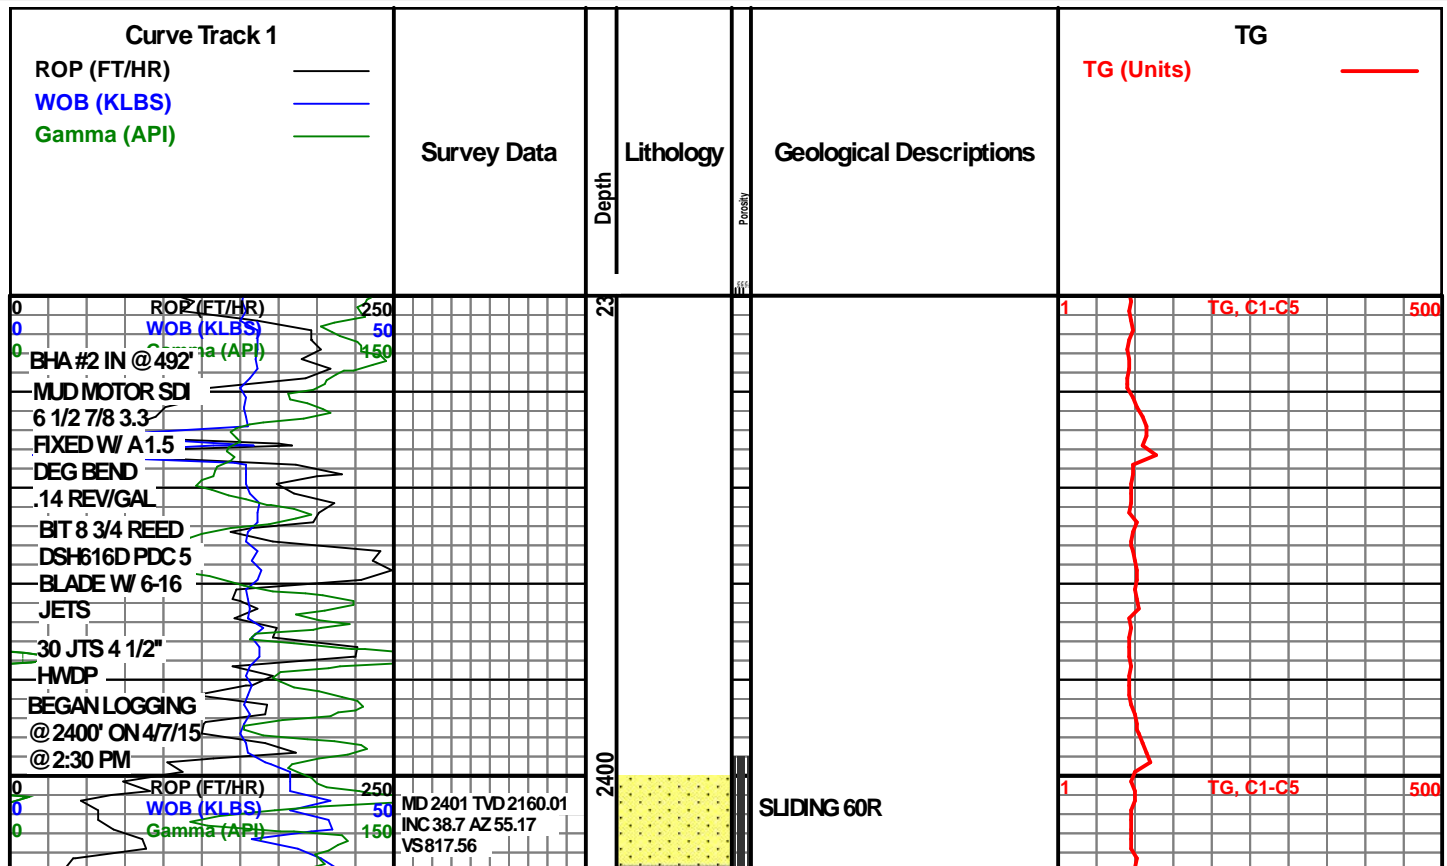 Curve Track 1
ROP (FT/HR)
WOB (KLBS)
Gamma (API)
Survey Data
Depth
Lithology
Porosity
Geological Descriptions
TG
TG (Units)
0 ROP (FT/HR) 250
0 WOB (KLBS) 50
0 ma (API) 150
23
1 TG, C1-C5 500
BHA #2 IN @ 492'
MUD MOTOR SDI
6 1/2 7/8 3.3
FIXED W/ A 1.5
DEG BEND
.14 REV/GAL
BIT 8 3/4 REED
DSH616D PDC 5
BLADE W/ 6-16
JETS
30 JTS 4 1/2"
HWDP
BEGAN LOGGING
@ 2400' ON 4/7/15
@ 2:30 PM
2400
0 ROP (FT/HR) 250
0 WOB (KLBS) 50
0 Gamma (API) 150
MD 2401 TVD 2160.01
INC 38.7 AZ 55.17
VS 817.56
SLIDING 60R
1 TG, C1-C5 500